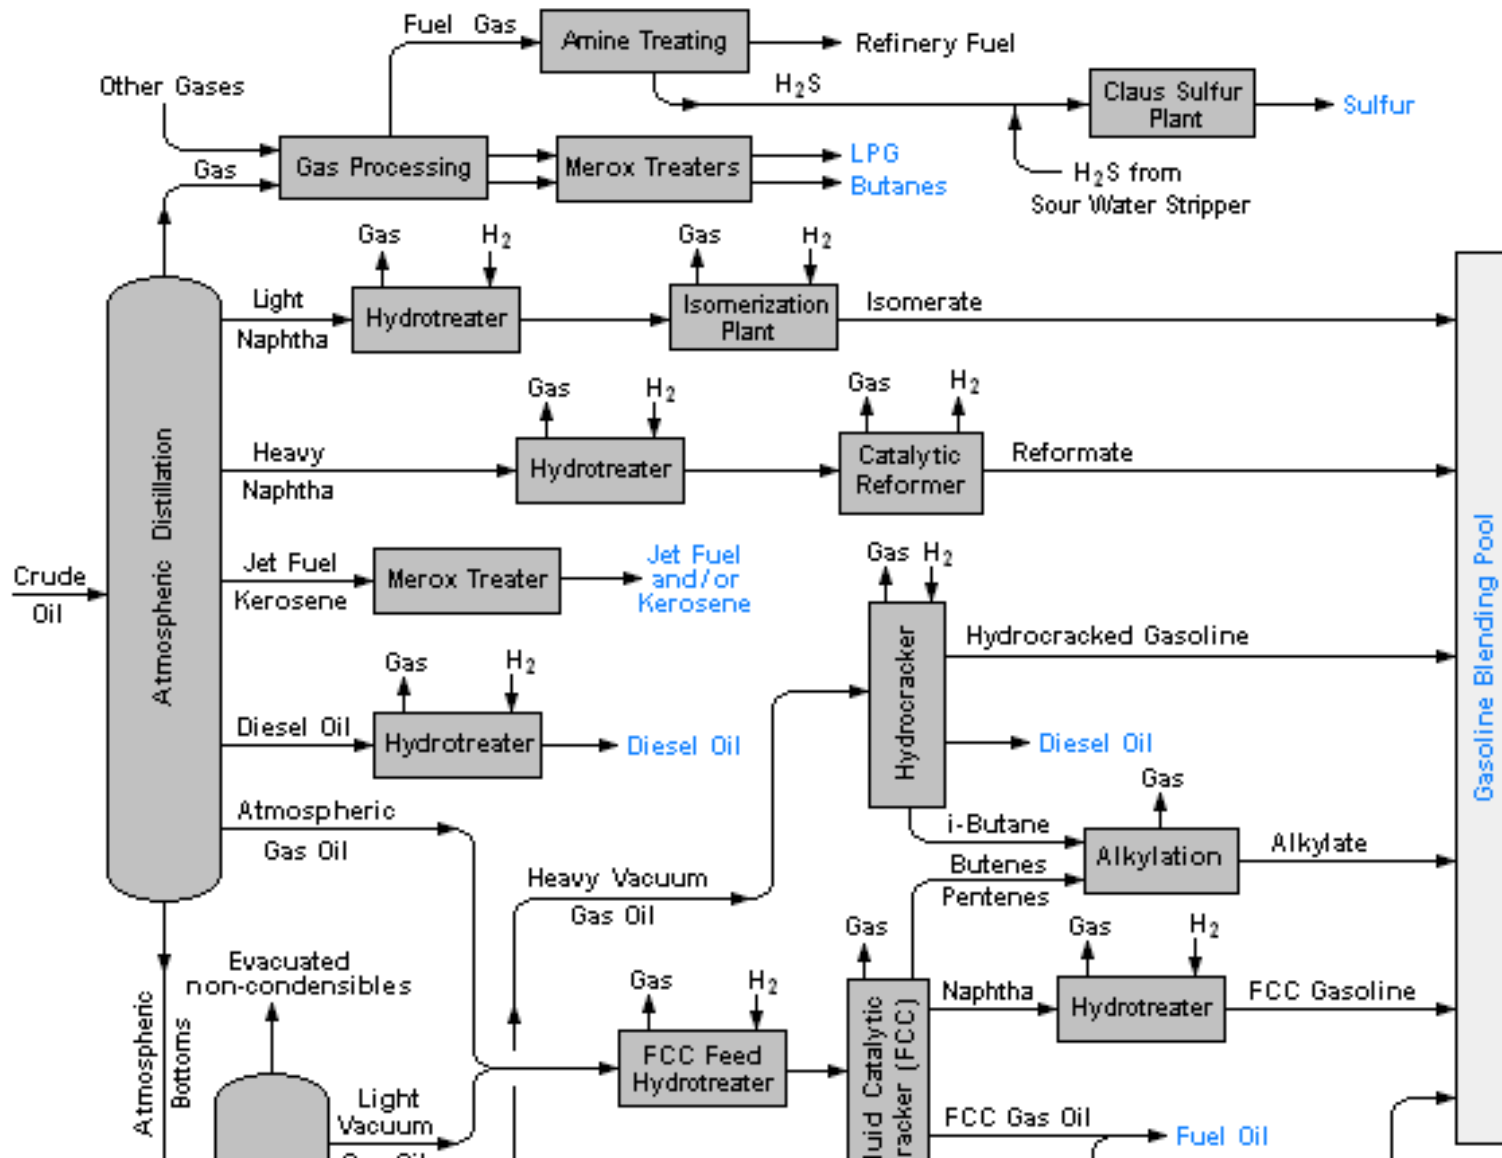 Fuel Gas
Amine Treating
Refinery Fuel
Other Gases
H2S
Claus Sulfur
Plant
Sulfur
Gas
Gas Processing
Merox Treaters
LPG
Butanes
H2S from
Sour Water Stripper
Gas
H2
Gas
H2
Light
Naphtha
Hydrotreater
Isomerization
Plant
Isomerate
Gas
H2
Gas
H2
Heavy
Naphtha
Hydrotreater
Catalytic
Reformer
Reformate
Atmospheric Distillation
Crude
Oil
Jet Fuel
Kerosene
Merox Treater
Jet Fuel
and/or
Kerosene
Gas
H2
Hydrocracker
Hydrocracked Gasoline
Gasoline Blending Pool
Gas
H2
Diesel Oil
Hydrotreater
Diesel Oil
Diesel Oil
Gas
Atmospheric
Gas Oil
i-Butane
Butenes
Pentenes
Alkylation
Alkylate
Heavy Vacuum
Gas Oil
Gas
Gas
H2
Evacuated
non-condensibles
Gas
H2
Naphtha
Hydrotreater
FCC Gasoline
Atmospheric
Bottoms
FCC Feed
Hydrotreater
luid Catalytic
racker (FCC)
Light
Vacuum
FCC Gas Oil
Fuel Oil